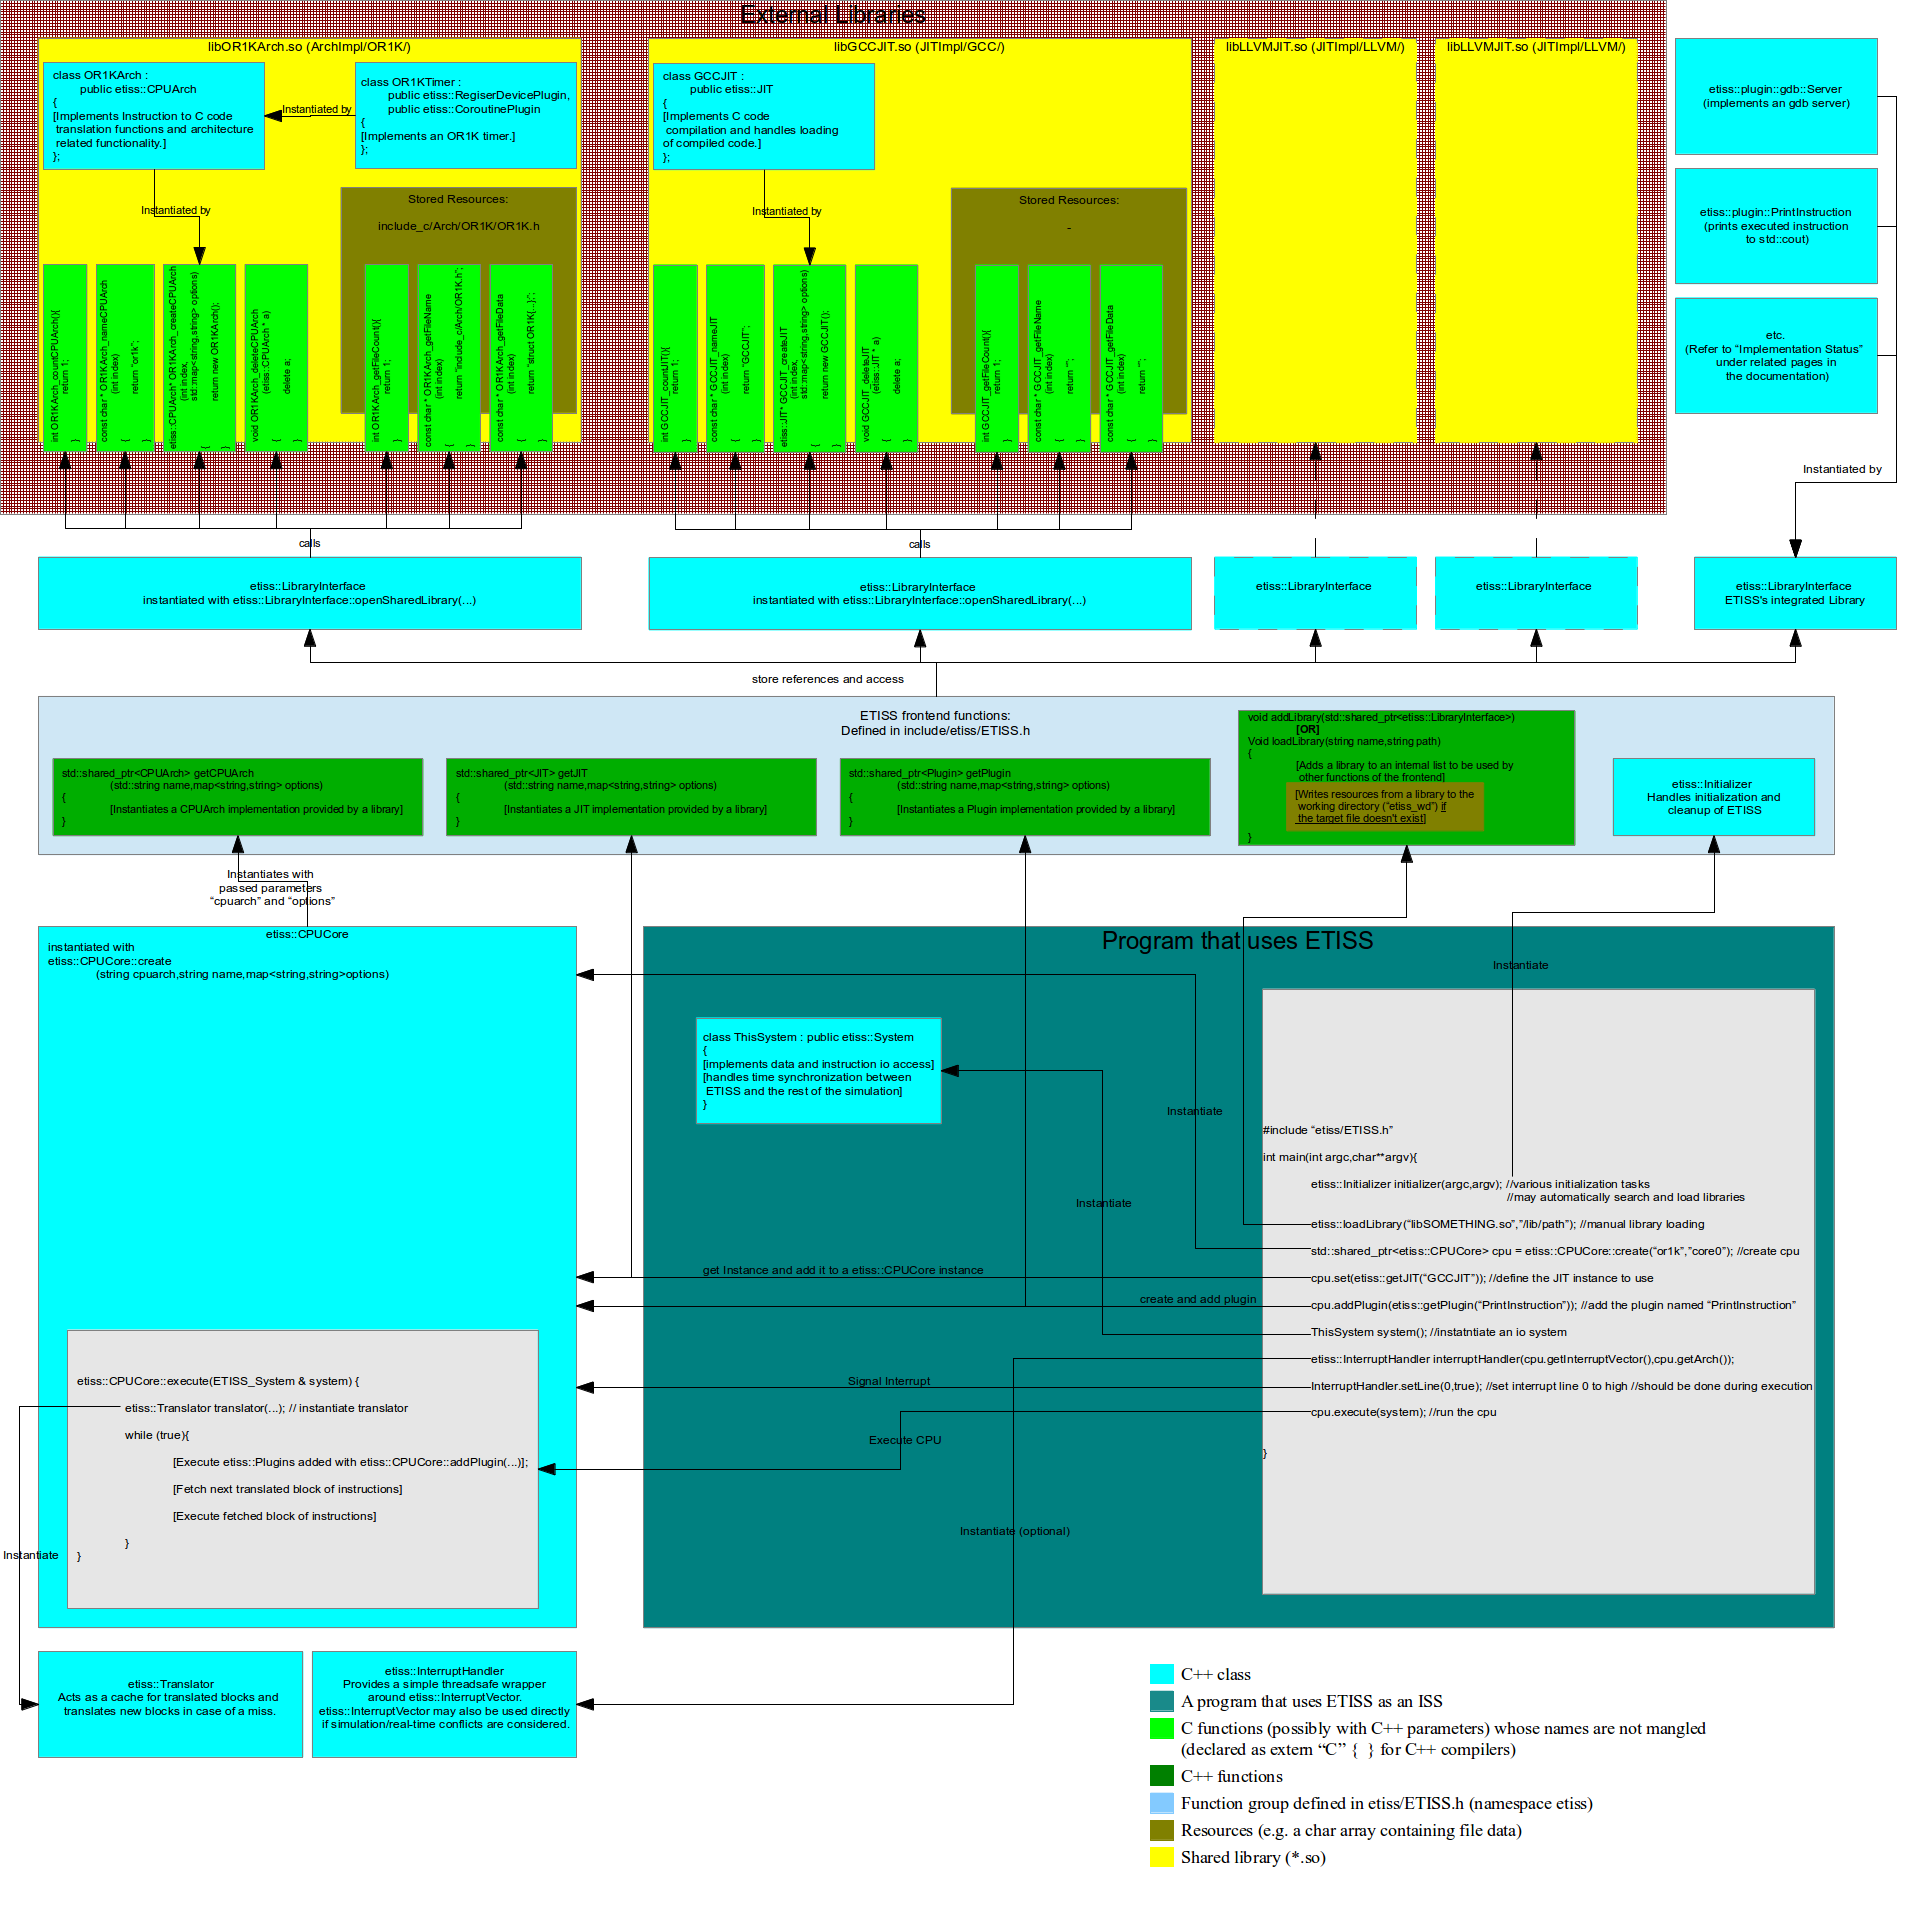 External Libraries
libOR1KArch.so (ArchImpl/OR1K/)
class OR1KArch :
public etiss::CPUArch
{
[Implements Instruction to C code
translation functions and architecture
related functionality.]
};
Instantiated by
class OR1KTimer :
public etiss::RegiserDevicePlugin,
public etiss::CoroutinePlugin
{
[Implements an OR1K timer.]
};
Instantiated by
Stored Resources:
include_c/Arch/OR1K/OR1K.h
int OR1KArch_countCPUArch(){
return 1;
}
const char * OR1KArch_nameCPUArch
(int index)
{
return "or1k";
}
etiss::CPUArch* OR1KArch_createCPUArch
(int index,
std::map<string,string> options)
{
return new OR1KArch();
}
void OR1KArch_deleteCPUArch
(etiss::CPUArch * a)
{
delete a;
}
int OR1KArch_getFileCount(){
return 1;
}
const char * OR1KArch_getFileName
(int index)
{
return "include_c/Arch/OR1K.h";
}
const char * OR1KArch_getFileData
(int index)
{
return "struct OR1K{...};";
}
libGCCJIT.so (JITImpl/GCC/)
class GCCJIT :
public etiss::JIT
{
[Implements C code
compilation and handles loading
of compiled code.]
};
Instantiated by
Stored Resources:
-
int GCCJIT_countJIT(){
return 1;
}
const char * GCCJIT_nameJIT
(int index)
{
return "GCCJIT";
}
etiss::JIT* GCCJIT_createJIT
(int index,
std::map<string,string> options)
{
return new GCCJIT();
}
void GCCJIT_deleteJIT
(etiss::JIT * a)
{
delete a;
}
int GCCJIT_getFileCount(){
return 1;
}
const char * GCCJIT_getFileName
(int index)
{
return "";
}
const char * GCCJIT_getFileData
(int index)
{
return "";
}
libLLVMJIT.so (JITImpl/LLVM/)
libLLVMJIT.so (JITImpl/LLVM/)
etiss::plugin::gdb::Server
(implements an gdb server)
etiss::plugin::PrintInstruction
(prints executed instruction
to std::cout)
etc.
(Refer to “Implementation Status”
under related pages in
the documentation)
Instantiated by
calls
calls
etiss::LibraryInterface
instantiated with etiss::LibraryInterface::openSharedLibrary(...)
etiss::LibraryInterface
instantiated with etiss::LibraryInterface::openSharedLibrary(...)
etiss::LibraryInterface
etiss::LibraryInterface
etiss::LibraryInterface
ETISS's integrated Library
store references and access
ETISS frontend functions:
Defined in include/etiss/ETISS.h
std::shared_ptr<CPUArch> getCPUArch
(std::string name,map<string,string> options)
{
[Instantiates a CPUArch implementation provided by a library]
}
std::shared_ptr<JIT> getJIT
(std::string name,map<string,string> options)
{
[Instantiates a JIT implementation provided by a library]
}
std::shared_ptr<Plugin> getPlugin
(std::string name,map<string,string> options)
{
[Instantiates a Plugin implementation provided by a library]
}
void addLibrary(std::shared_ptr<etiss::LibraryInterface>)
[OR]
Void loadLibrary(string name,string path)
{
[Adds a library to an internal list to be used by
other functions of the frontend]
[Writes resources from a library to the
working directory (“etiss_wd”) if
the target file doesn't exist]
}
etiss::Initializer
Handles initialization and
cleanup of ETISS
Instantiates with
passed parameters
“cpuarch” and “options”
etiss::CPUCore
instantiated with
etiss::CPUCore::create
(string cpuarch,string name,map<string,string>options)
etiss::CPUCore::execute(ETISS_System & system) {
etiss::Translator translator(...); // instantiate translator
while (true){
[Execute etiss::Plugins added with etiss::CPUCore::addPlugin(...)];
[Fetch next translated block of instructions]
[Execute fetched block of instructions]
}
}
Instantiate
etiss::Translator
Acts as a cache for translated blocks and
translates new blocks in case of a miss.
etiss::InterruptHandler
Provides a simple threadsafe wrapper
around etiss::InterruptVector.
etiss::InterruptVector may also be used directly
if simulation/real-time conflicts are considered.
Program that uses ETISS
Instantiate
class ThisSystem : public etiss::System
{
[implements data and instruction io access]
[handles time synchronization between
ETISS and the rest of the simulation]
}
Instantiate
Instantiate
get Instance and add it to a etiss::CPUCore instance
create and add plugin
Signal Interrupt
Execute CPU
Instantiate (optional)
#include “etiss/ETISS.h”
int main(int argc,char**argv){
etiss::Initializer initializer(argc,argv); //various initialization tasks
//may automatically search and load libraries
etiss::loadLibrary(“libSOMETHING.so”,”/lib/path”); //manual library loading
std::shared_ptr<etiss::CPUCore> cpu = etiss::CPUCore::create(“or1k”,”core0”); //create cpu
cpu.set(etiss::getJIT(“GCCJIT”)); //define the JIT instance to use
cpu.addPlugin(etiss::getPlugin(“PrintInstruction”)); //add the plugin named “PrintInstruction”
ThisSystem system(); //instatntiate an io system
etiss::InterruptHandler interruptHandler(cpu.getInterruptVector(),cpu.getArch());
InterruptHandler.setLine(0,true); //set interrupt line 0 to high //should be done during execution
cpu.execute(system); //run the cpu
}
C++ class
A program that uses ETISS as an ISS
C functions (possibly with C++ parameters) whose names are not mangled
(declared as extern “C” { } for C++ compilers)
C++ functions
Function group defined in etiss/ETISS.h (namespace etiss)
Resources (e.g. a char array containing file data)
Shared library (*.so)